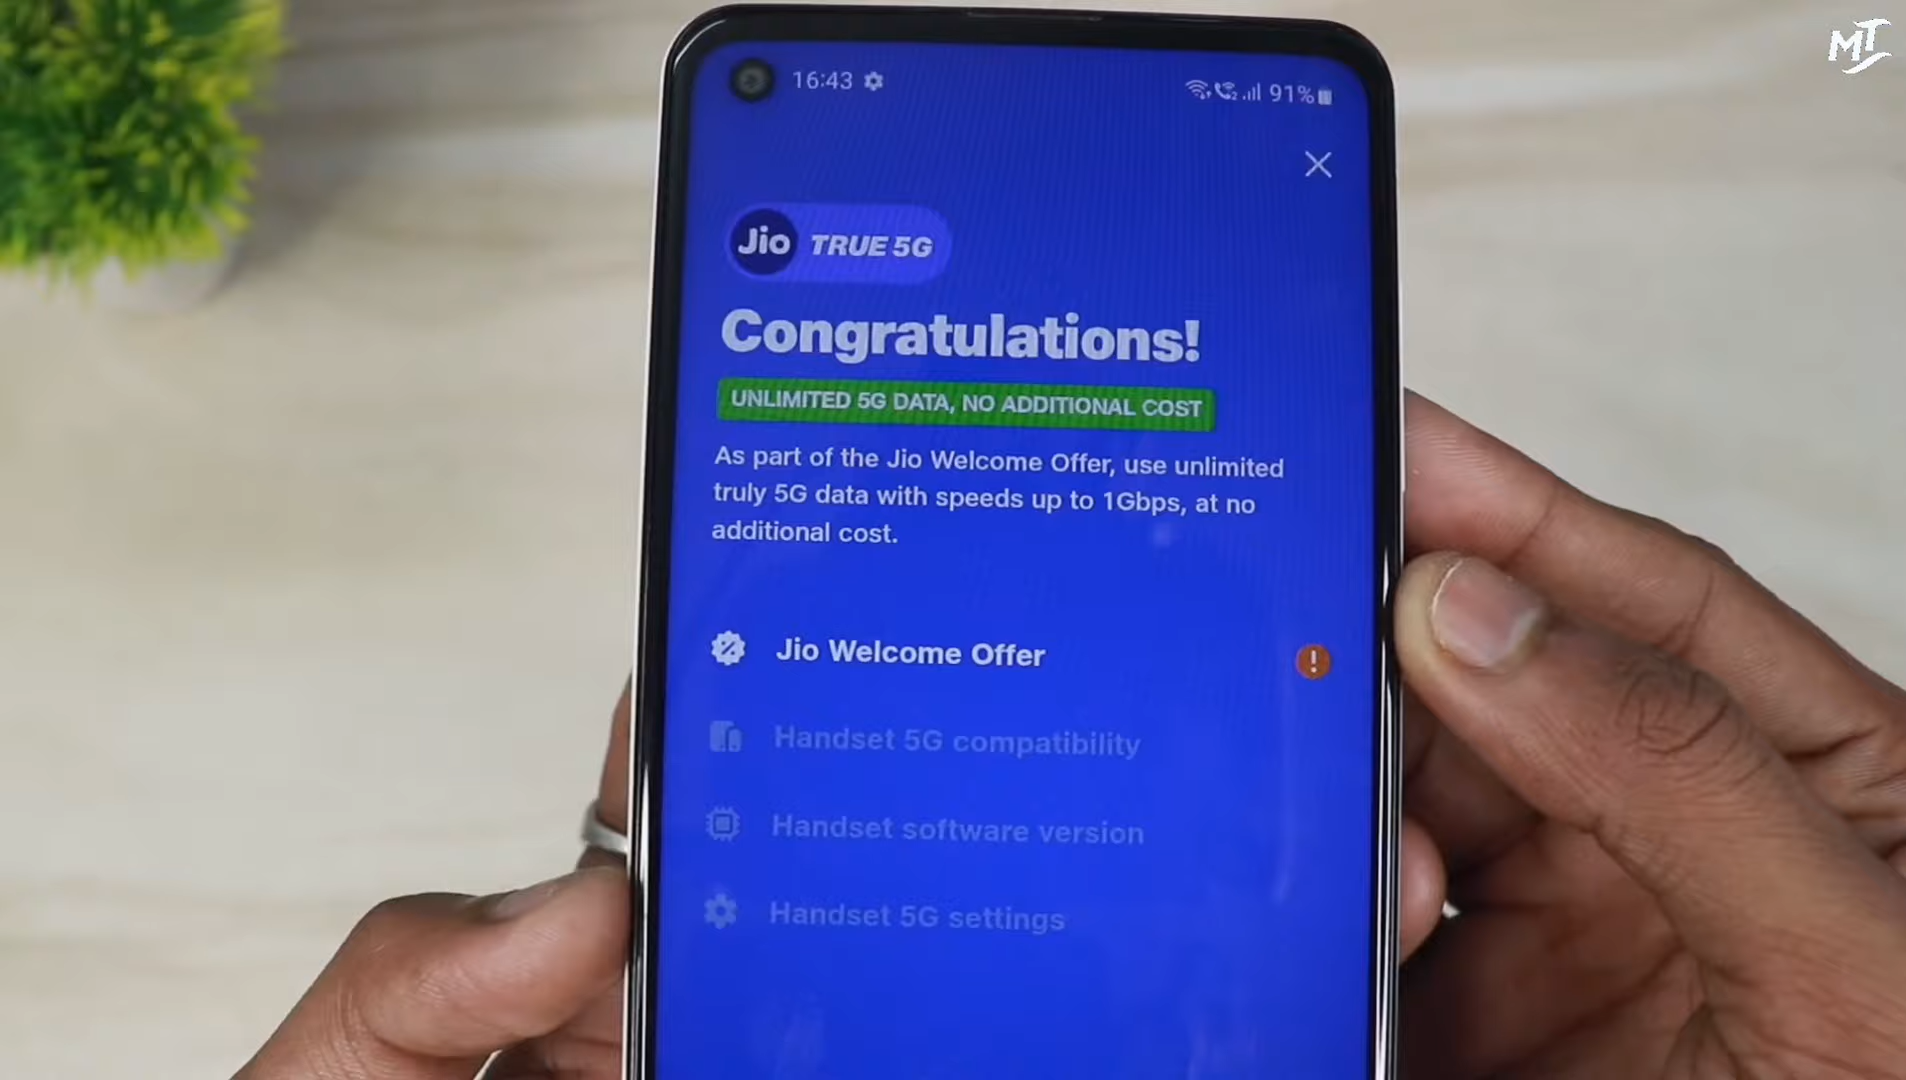 MT
16:43
91%
Jio TRUE 5G
Congratulations!
UNLIMITED 5G DATA, NO ADDITIONAL COST
As part of the Jio Welcome Offer, use unlimited
truly 5G data with speeds up to 1Gbps, at no
additional cost.
Jio Welcome Offer
Handset 5G compatibility
Handset software version
Handset 5G settings